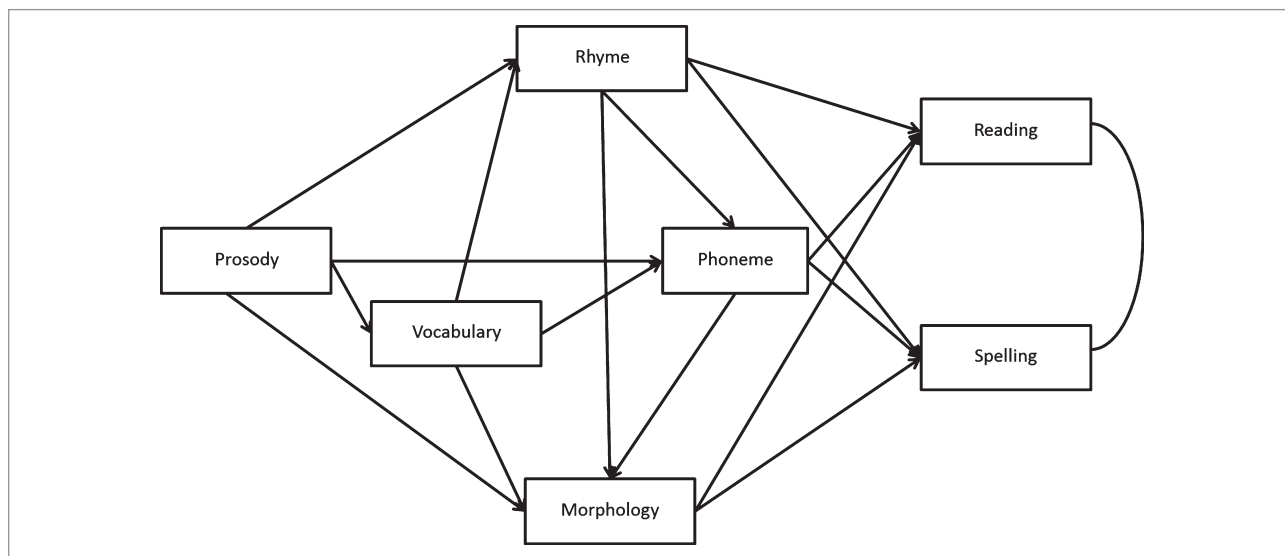 Rhyme
Reading
Prosody
Phoneme
Vocabulary
Spelling
Morphology